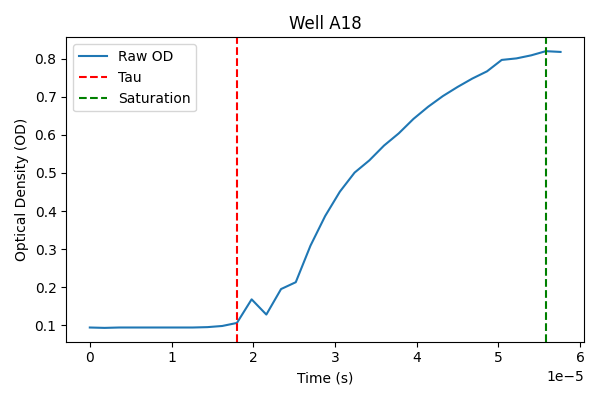 Well A18
Raw OD
Tau
Saturation
Optical Density (OD)
0.8
0.7
0.6
0.5
0.4
0.3
0.2
0.1
0 1 2 3 4 5 6
1e−5
Time (s)